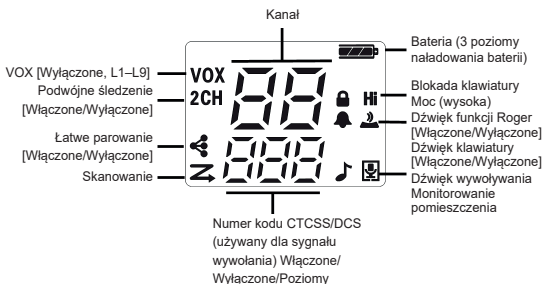 Kanał
VOX [Wyłączone, L1–L9]
Podwójne śledzenie
[Włączone/Wyłączone]
Łatwe parowanie
[Włączone/Wyłączone]
Skanowanie
VOX
2CH
88
Hi
888
Bateria (3 poziomy
naładowania baterii)
Blokada klawiatury
Moc (wysoka)
Dźwięk funkcji Roger
[Włączone/Wyłączone]
Dźwięk klawiatury
[Włączone/Wyłączone]
Dźwięk wywoływania
Monitorowanie
pomieszczenia
Numer kodu CTCSS/DCS
(używany dla sygnału
wywołania) Włączone/
Wyłączone/Poziomy